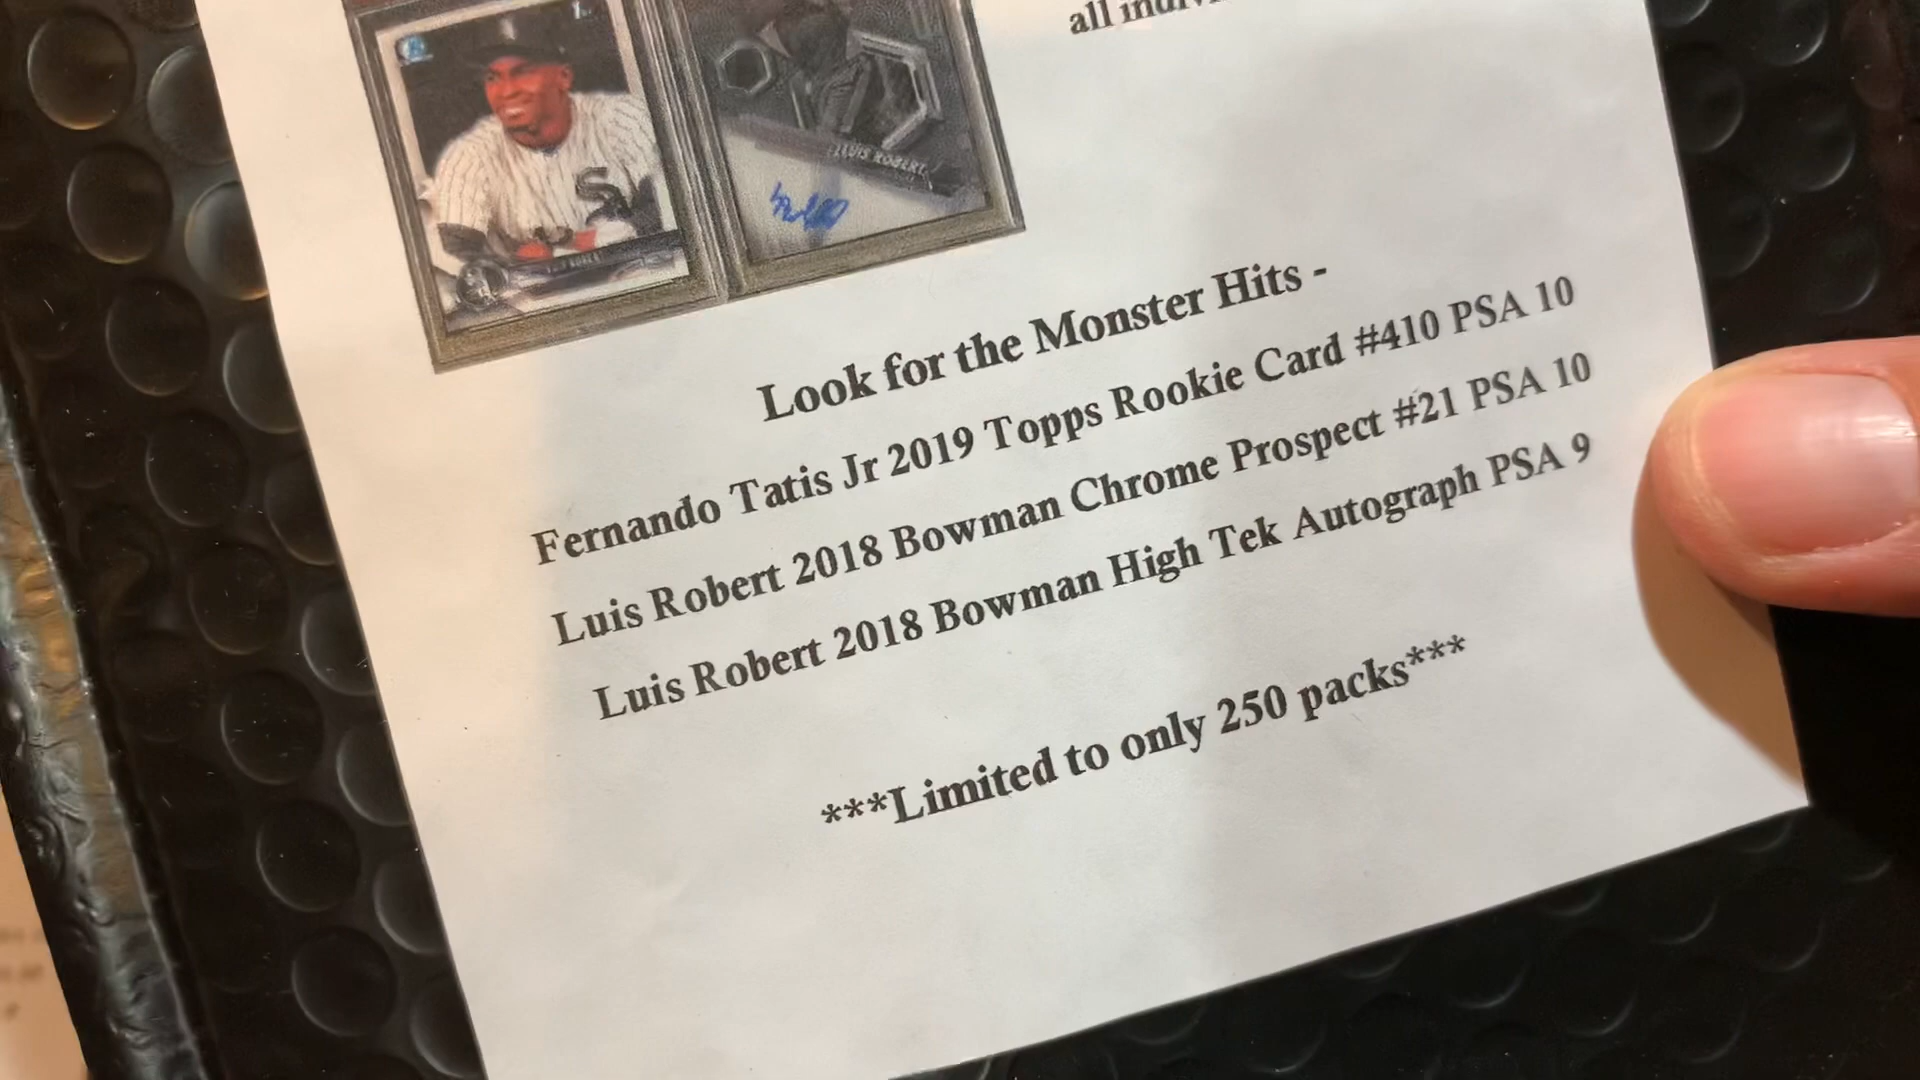 all
LUIS ROBERT
Look for the Monster Hits -
Fernando Tatis Jr 2019 Topps Rookie Card #410 PSA 10
Luis Robert 2018 Bowman Chrome Prospect #21 PSA 10
Luis Robert 2018 Bowman High Tek Autograph PSA 9
***Limited to only 250 packs***